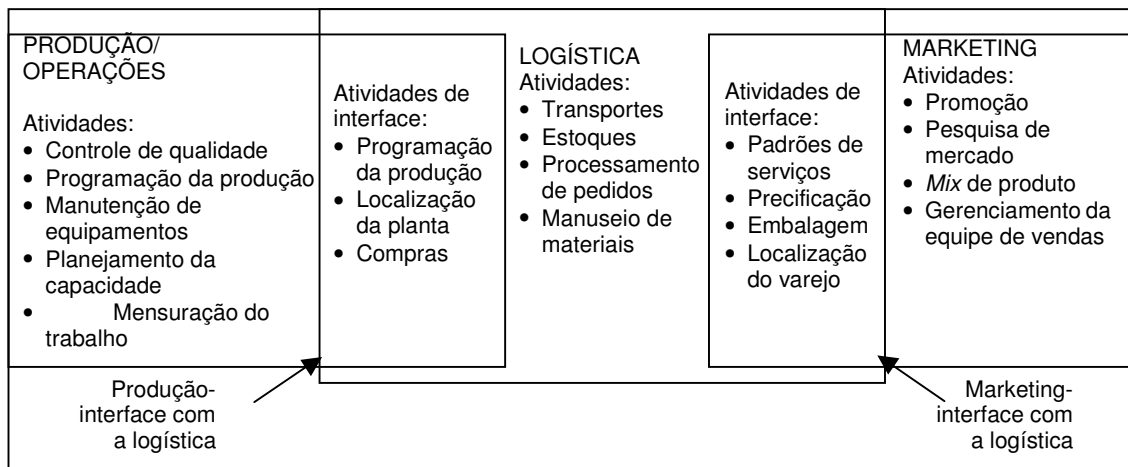 PRODUÇÃO/
OPERAÇÕES
Atividades:
• Controle de qualidade
• Programação da produção
• Manutenção de
equipamentos
• Planejamento da
capacidade
• Mensuração do
trabalho
Atividades de
interface:
• Programação
da produção
• Localização
da planta
• Compras
LOGÍSTICA
Atividades:
• Transportes
• Estoques
• Processamento
de pedidos
• Manuseio de
materiais
Atividades de
interface:
• Padrões de
serviços
• Precificação
• Embalagem
• Localização
do varejo
MARKETING
Atividades:
• Promoção
• Pesquisa de
mercado
• Mix de produto
• Gerenciamento da
equipe de vendas
Produção-
interface com
a logística
Marketing-
interface com
a logística